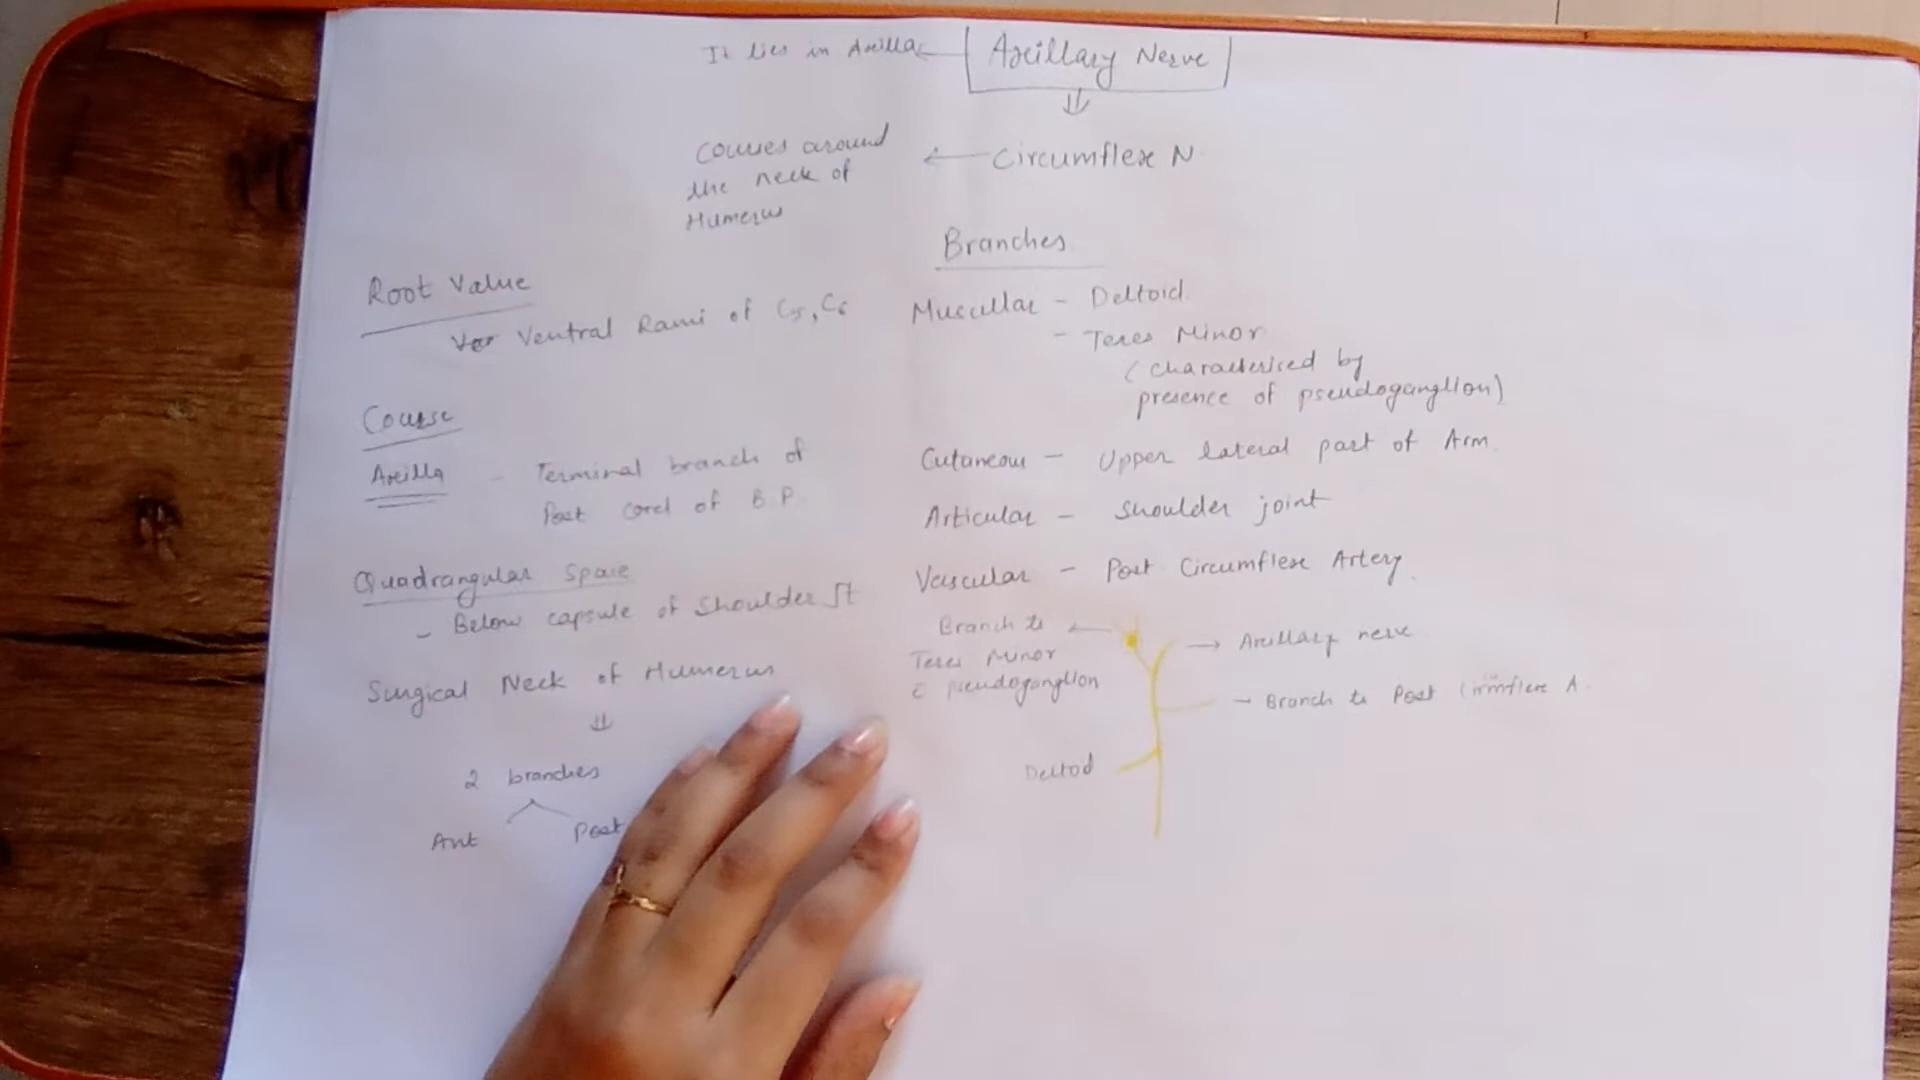 It lies in Axilla
Axillary Nerve
Circumflex N.
Courses around
the neck of
Humerus
Root Value
Ventral Rami of C5, C6
Course
Axilla - Terminal branch of
Post cord of B.P
Quadrangular Space
- Below capsule of Shoulder Jt
Surgical Neck of Humerus
2 branches
Ant
Post
Branches
Muscular - Deltoid
- Teres Minor
(characterised by
presence of pseudoganglion)
Cutaneous - Upper lateral part of Arm.
Articular - Shoulder joint
Vascular - Post Circumflex Artery.
Branch to
Teres Minor
c̄ pseudoganglion
Axillary nerve
- Branch to Post Circmflex A.
Deltod